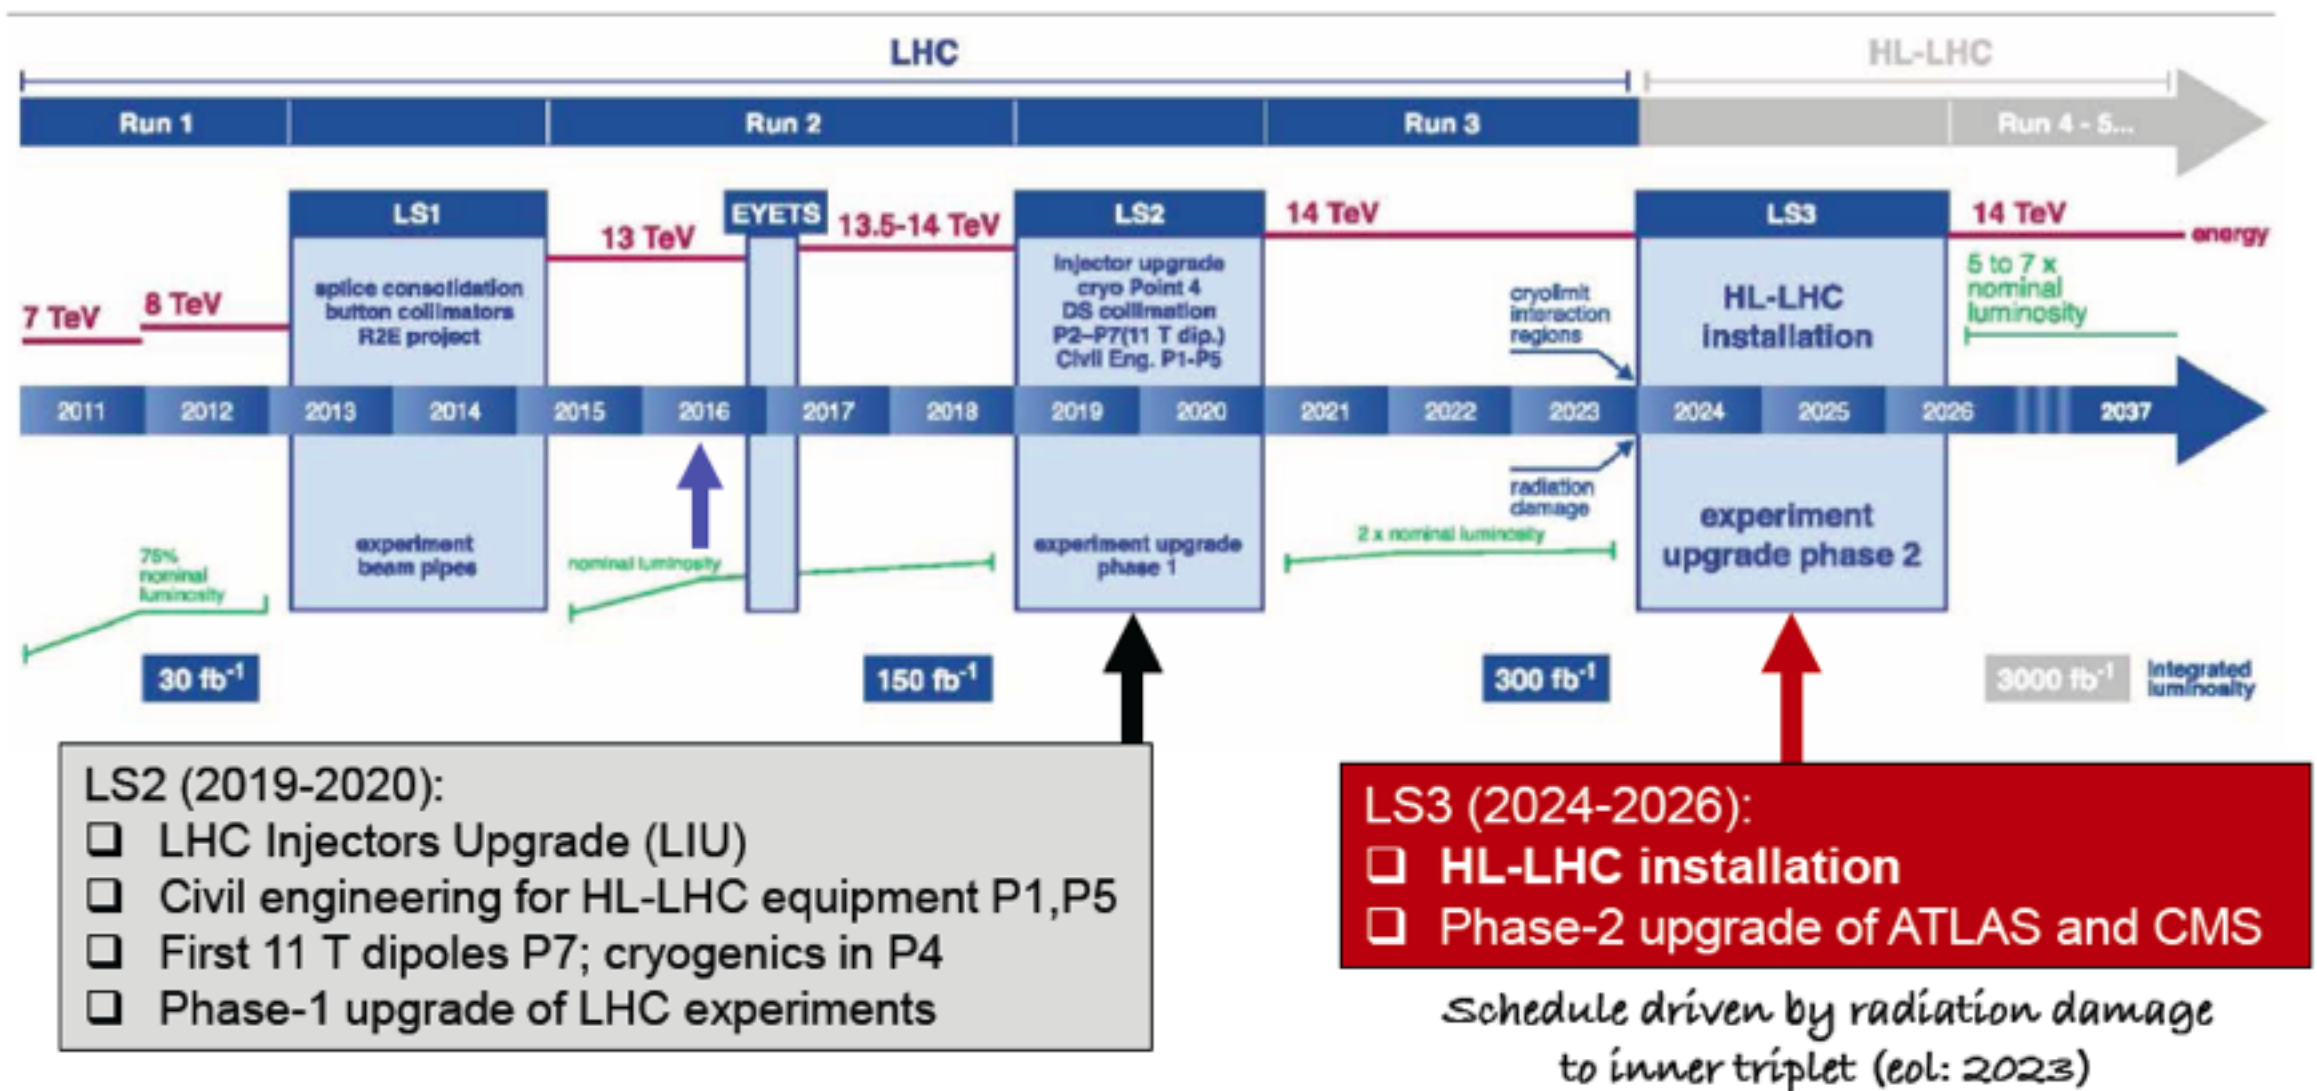 LHC
HL-LHC
Run 1
Run 2
Run 3
Run 4 - 5...
LS1
EYETS
LS2
LS3
7 TeV
8 TeV
13 TeV
13.5-14 TeV
14 TeV
14 TeV
energy
splice consolidation
button collimators
R2E project
Injector upgrade
cryo Point 4
DS collimation
P2-P7(11 T dip.)
Civil Eng. P1-P5
cryolimit
interaction
regions
HL-LHC
installation
5 to 7 x
nominal
luminosity
2011 2012 2013 2014 2015 2016 2017 2018 2019 2020 2021 2022 2023 2024 2025 2026 2037
75%
nominal
luminosity
experiment
beam pipes
nominal luminosity
experiment upgrade
phase 1
2 x nominal luminosity
radiation
damage
experiment
upgrade phase 2
30 fb⁻¹
150 fb⁻¹
300 fb⁻¹
3000 fb⁻¹
Integrated
luminosity
LS2 (2019-2020):
❑ LHC Injectors Upgrade (LIU)
❑ Civil engineering for HL-LHC equipment P1,P5
❑ First 11 T dipoles P7; cryogenics in P4
❑ Phase-1 upgrade of LHC experiments
LS3 (2024-2026):
❑ HL-LHC installation
❑ Phase-2 upgrade of ATLAS and CMS
Schedule driven by radiation damage
to inner triplet (eol: 2023)